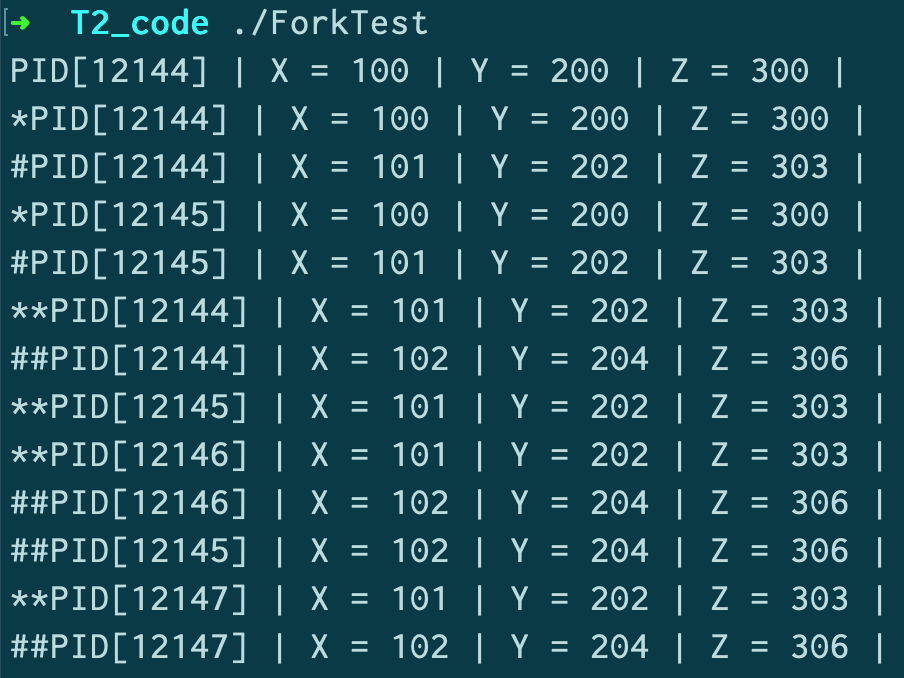 [➜  T2_code ./ForkTest
PID[12144] | X = 100 | Y = 200 | Z = 300 |
*PID[12144] | X = 100 | Y = 200 | Z = 300 |
#PID[12144] | X = 101 | Y = 202 | Z = 303 |
*PID[12145] | X = 100 | Y = 200 | Z = 300 |
#PID[12145] | X = 101 | Y = 202 | Z = 303 |
**PID[12144] | X = 101 | Y = 202 | Z = 303 |
##PID[12144] | X = 102 | Y = 204 | Z = 306 |
**PID[12145] | X = 101 | Y = 202 | Z = 303 |
**PID[12146] | X = 101 | Y = 202 | Z = 303 |
##PID[12146] | X = 102 | Y = 204 | Z = 306 |
##PID[12145] | X = 102 | Y = 204 | Z = 306 |
**PID[12147] | X = 101 | Y = 202 | Z = 303 |
##PID[12147] | X = 102 | Y = 204 | Z = 306 |